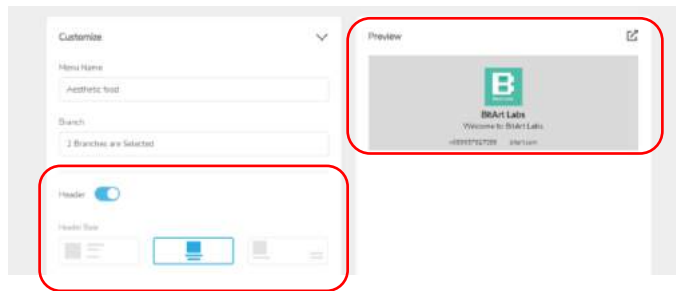 Customize
Menu Name
Aesthetic food
Branch
2 Branches are Selected
Header
Header Style
Preview
B
BitArt Labs
Welcome to BitArt Labs